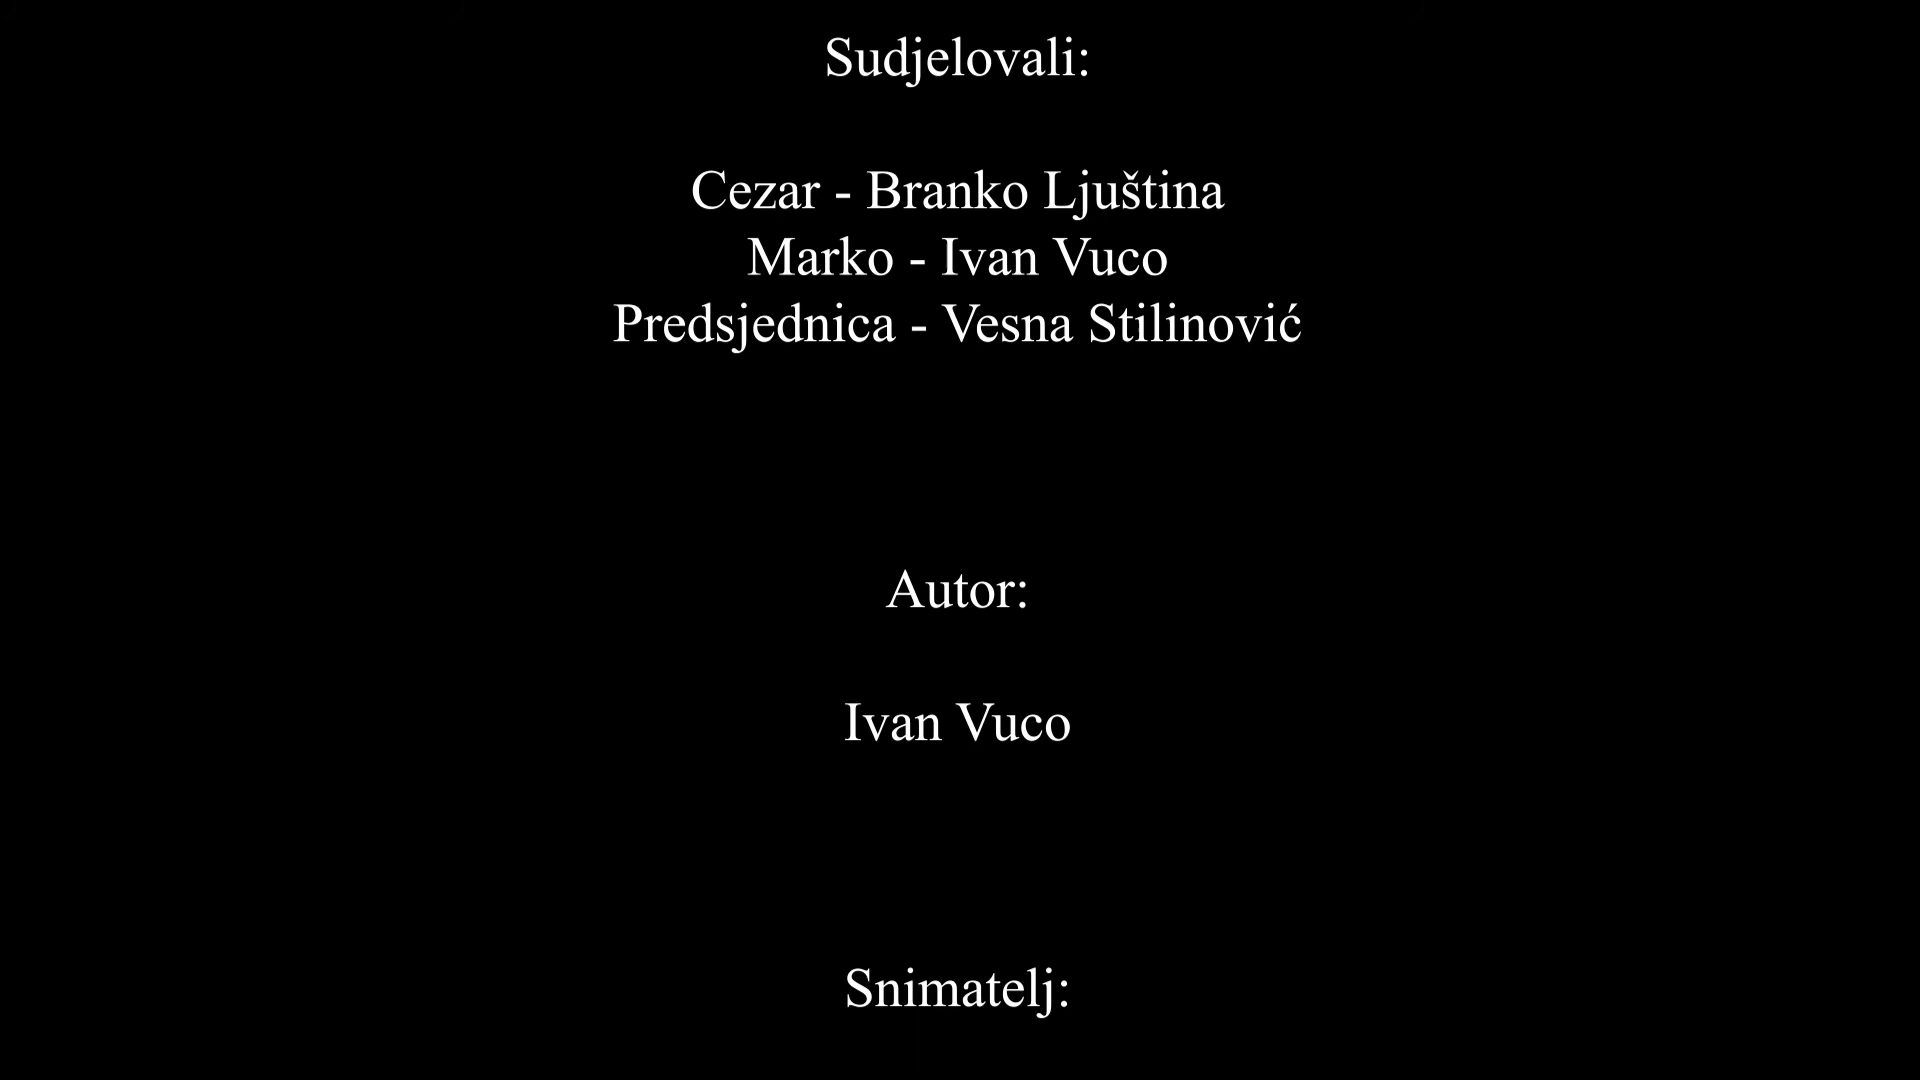 Sudjelovali:
Cezar - Branko Ljuština
Marko - Ivan Vuco
Predsjednica - Vesna Stilinović
Autor:
Ivan Vuco
Snimatelj: